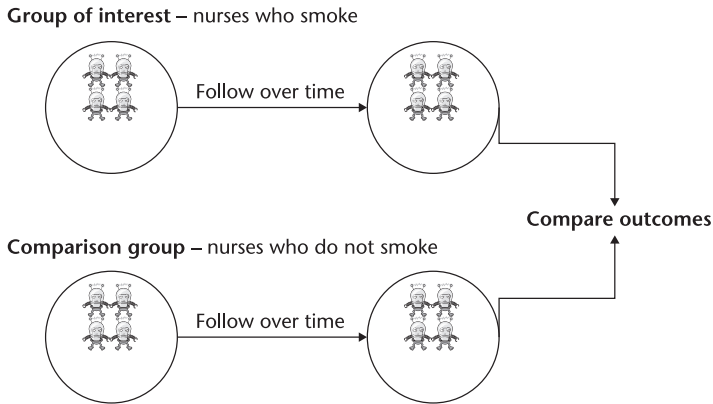 Group of interest – nurses who smoke
Follow over time
Compare outcomes
Comparison group – nurses who do not smoke
Follow over time